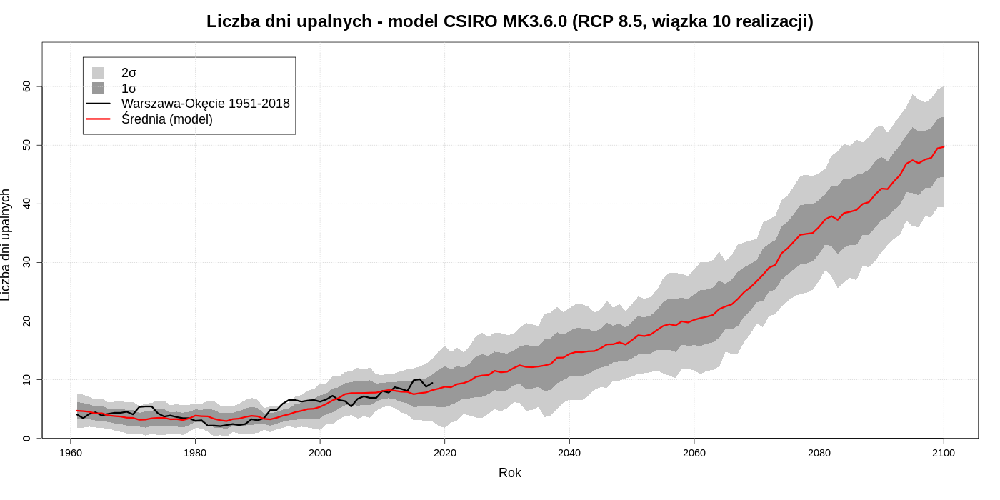 Liczba dni upalnych - model CSIRO MK3.6.0 (RCP 8.5, wiązka 10 realizacji)
2σ
1σ
Warszawa-Okęcie 1951-2018
Średnia (model)
Liczba dni upalnych
60
50
40
30
20
10
0
1960 1980 2000 2020 2040 2060 2080 2100
Rok